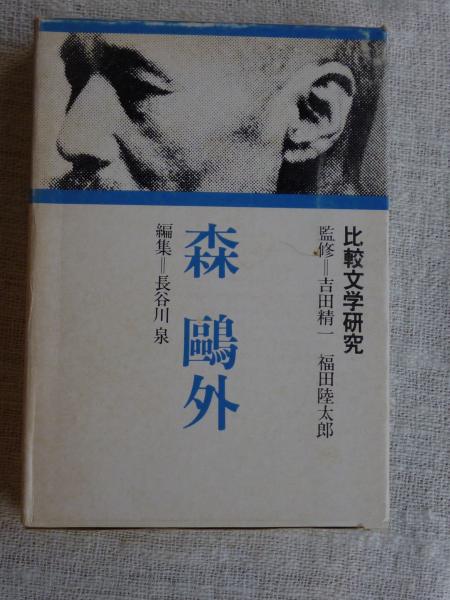 比較文学研究
監修＝吉田精一　福田陸太郎
森　鷗外
編集＝長谷川　泉